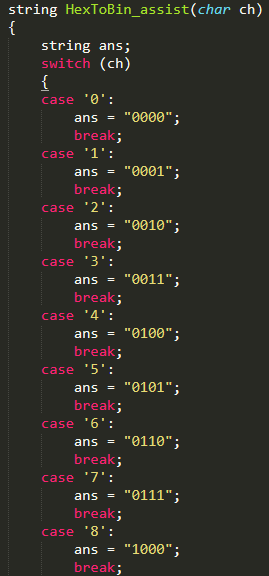 string HexToBin_assist(char ch)
{
    string ans;
    switch (ch)
    {
    case '0':
        ans = "0000";
        break;
    case '1':
        ans = "0001";
        break;
    case '2':
        ans = "0010";
        break;
    case '3':
        ans = "0011";
        break;
    case '4':
        ans = "0100";
        break;
    case '5':
        ans = "0101";
        break;
    case '6':
        ans = "0110";
        break;
    case '7':
        ans = "0111";
        break;
    case '8':
        ans = "1000";
        break;